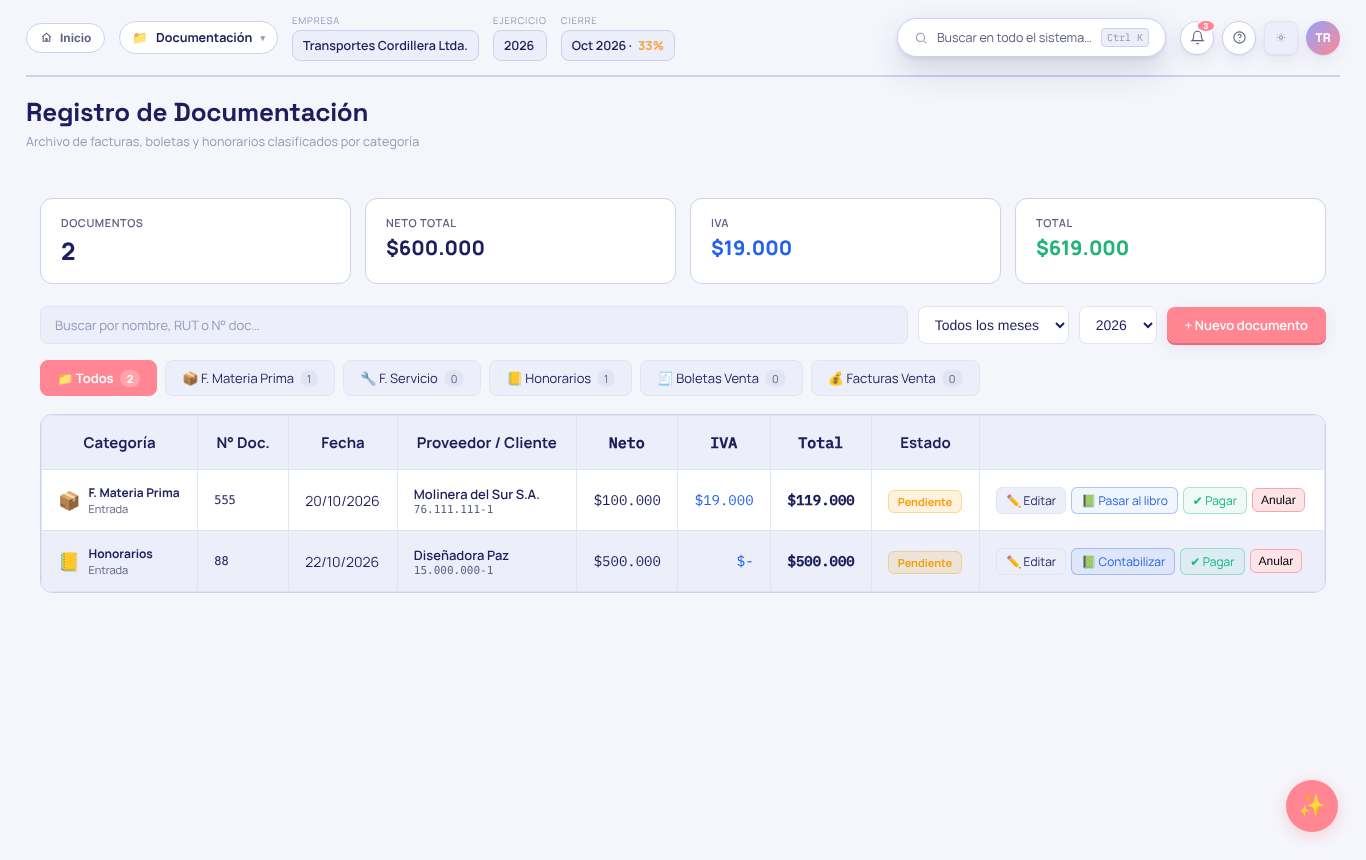 Inicio
📁 Documentación ▾
EMPRESA
Transportes Cordillera Ltda.
EJERCICIO
2026
CIERRE
Oct 2026 · 33%
Buscar en todo el sistema... Ctrl K
3
TR
Registro de Documentación
Archivo de facturas, boletas y honorarios clasificados por categoría
DOCUMENTOS
2
NETO TOTAL
$600.000
IVA
$19.000
TOTAL
$619.000
Buscar por nombre, RUT o N° doc...
Todos los meses
2026
+ Nuevo documento
📁 Todos 2
📦 F. Materia Prima 1
🔧 F. Servicio 0
📒 Honorarios 1
🧾 Boletas Venta 0
💰 Facturas Venta 0
Categoría N° Doc. Fecha Proveedor / Cliente Neto IVA Total Estado
📦 F. Materia Prima
Entrada
555
20/10/2026
Molinera del Sur S.A.
76.111.111-1
$100.000
$19.000
$119.000
Pendiente
✏️ Editar
📗 Pasar al libro
✔ Pagar
Anular
📒 Honorarios
Entrada
88
22/10/2026
Diseñadora Paz
15.000.000-1
$500.000
$-
$500.000
Pendiente
✏️ Editar
📗 Contabilizar
✔ Pagar
Anular